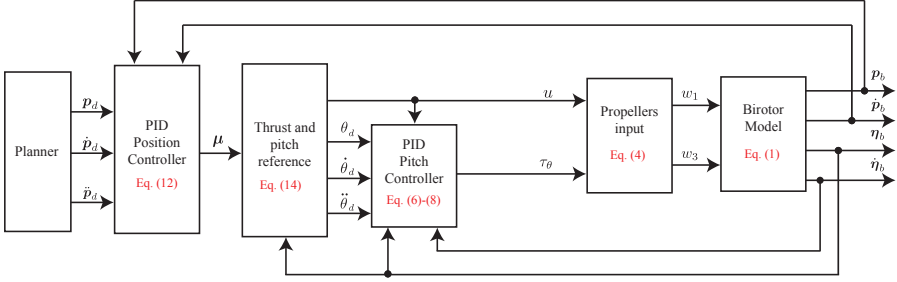 Planner
𝒑_d
𝒑̇_d
𝒑̈_d
PID
Position
Controller
Eq. (12)
𝝁
Thrust and
pitch
reference
Eq. (14)
θ_d
θ̇_d
θ̈_d
PID
Pitch
Controller
Eq. (6)-(8)
u
τ_θ
Propellers
input
Eq. (4)
w_1
w_3
Birotor
Model
Eq. (1)
𝒑_b
𝒑̇_b
𝜼_b
𝜼̇_b